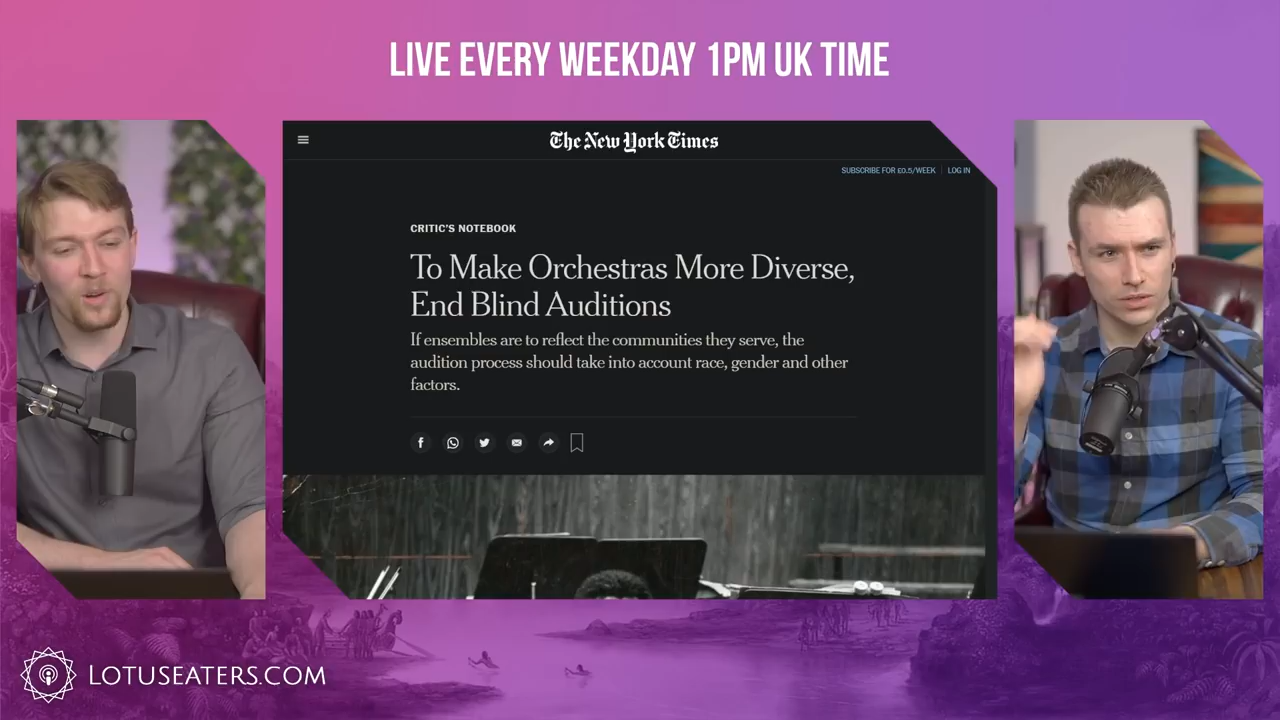 LIVE EVERY WEEKDAY 1PM UK TIME
The New York Times
SUBSCRIBE FOR £0.5/WEEK
LOG IN
CRITIC'S NOTEBOOK
To Make Orchestras More Diverse,
End Blind Auditions
If ensembles are to reflect the communities they serve, the
audition process should take into account race, gender and other
factors.
LOTUSEATERS.COM